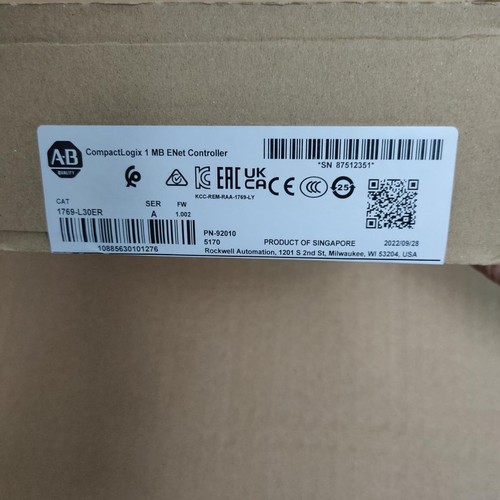 A-B
QUALITY
CompactLogix 1 MB ENet Controller
*SN 87512351*
EAC
UK
CA
CE
CCC
25
KCC-REM-RAA-1769-LY
CAT
SER
FW
1769-L30ER
A
1.002
10885630101276
PN-92010
5170
PRODUCT OF SINGAPORE
2022/09/28
Rockwell Automation, 1201 S 2nd St, Milwaukee, WI 53204, USA